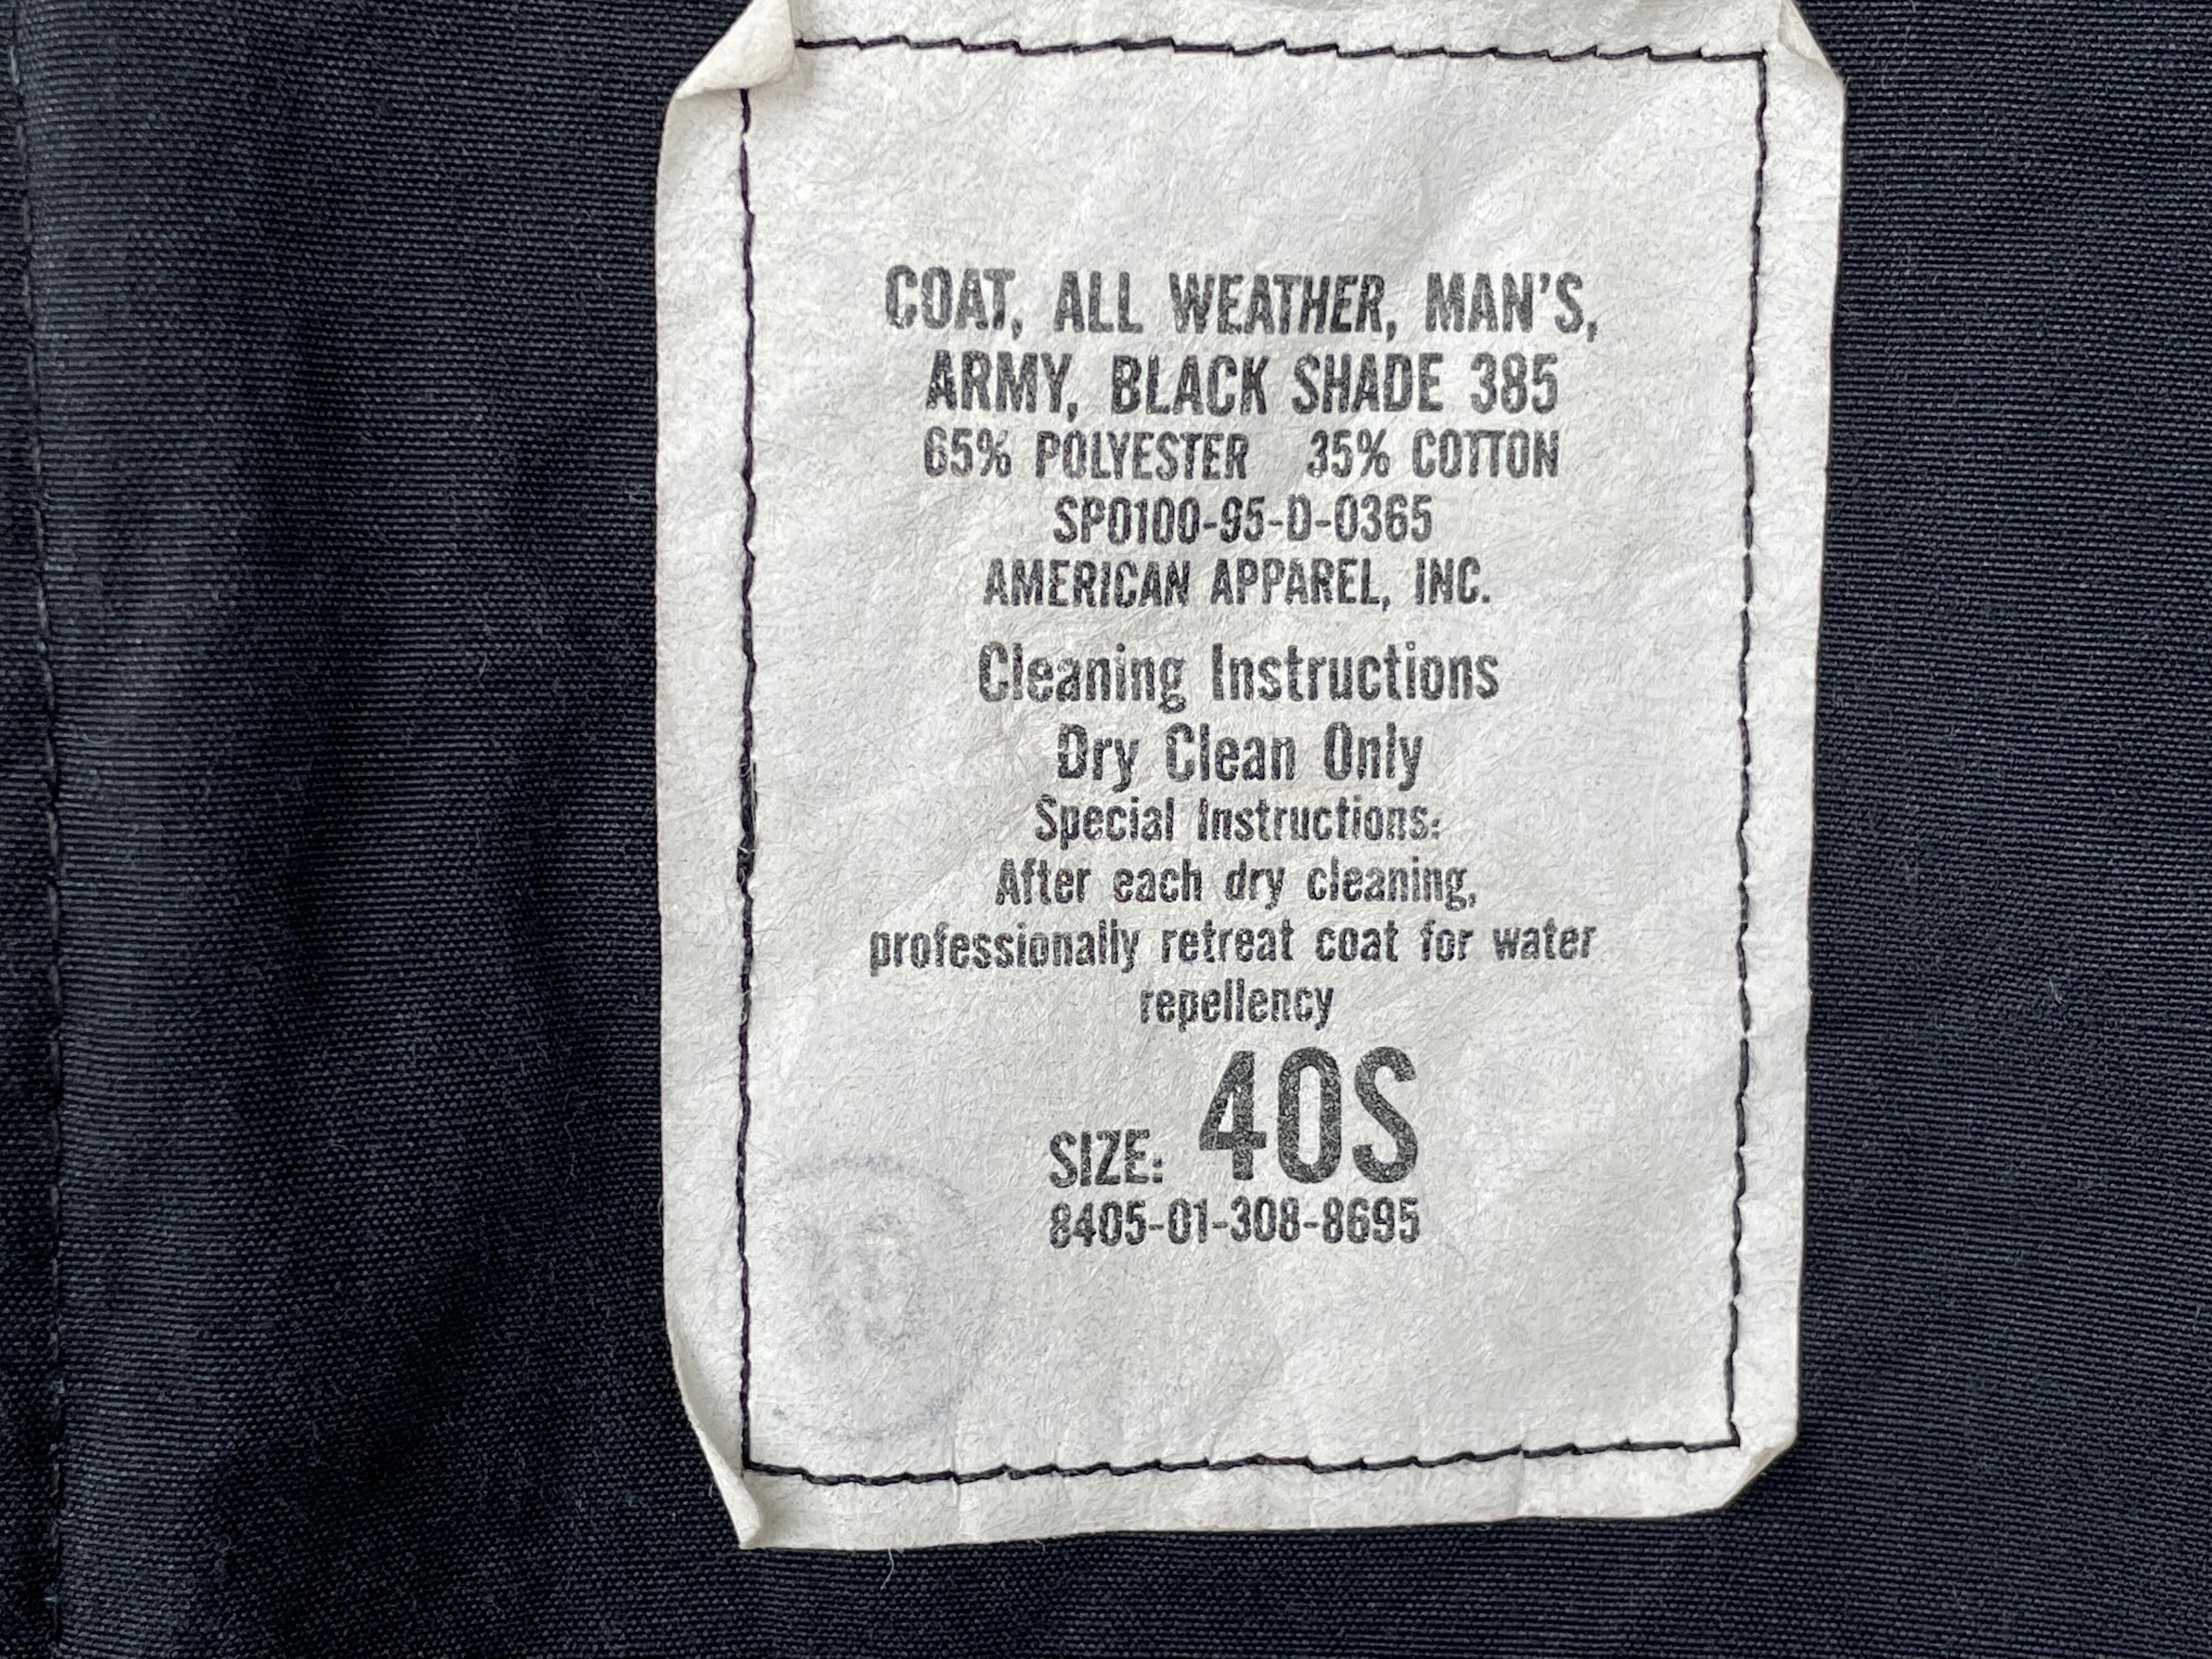 COAT, ALL WEATHER, MAN'S,
ARMY, BLACK SHADE 385
65% POLYESTER 35% COTTON
SP0100-95-D-0365
AMERICAN APPAREL, INC.
Cleaning Instructions
Dry Clean Only
Special Instructions:
After each dry cleaning,
professionally retreat coat for water
repellency
SIZE: 40S
8405-01-308-8695